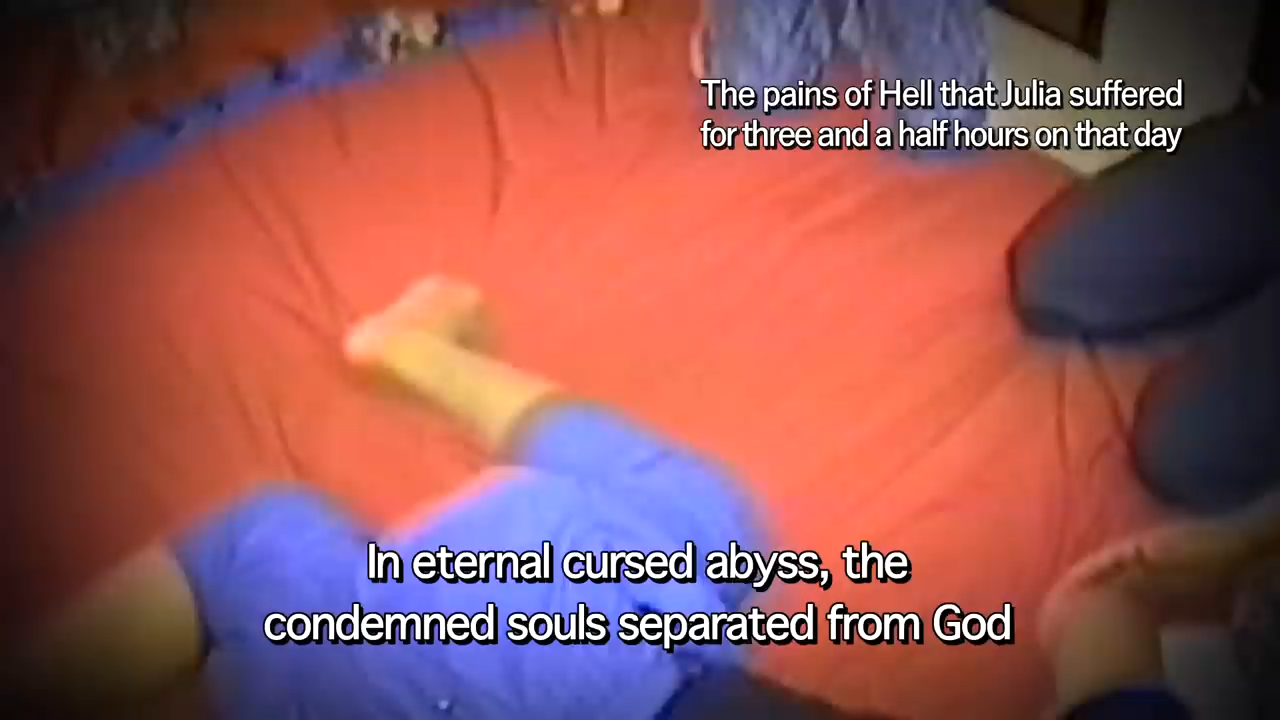 The pains of Hell that Julia suffered
for three and a half hours on that day
In eternal cursed abyss, the
condemned souls separated from God